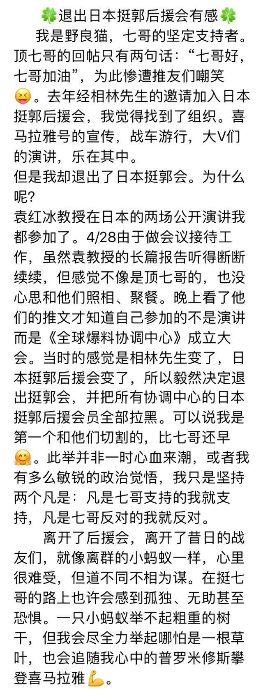 🍀退出日本挺郭后援会有感🍀
我是野良猫，七哥的坚定支持者。
顶七哥的回帖只有两句话：“七哥好，
七哥加油”，为此惨遭推友们嘲笑
😝。去年经相林先生的邀请加入日本
挺郭后援会，我觉得找到了组织。喜
马拉雅号的宣传，战车游行，大V们
的演讲，乐在其中。
但是我却退出了日本挺郭会。为什么
呢?
袁红冰教授在日本的两场公开演讲我
都参加了。4/28由于做会议接待工
作，虽然袁教授的长篇报告听得断断
续续，但感觉不像是顶七哥的，也没
心思和他们照相、聚餐。晚上看了他
们的推文才知道自己参加的不是演讲
而是《全球爆料协调中心》成立大
会。当时的感觉是相林先生变了，日
本挺郭后援会变了，所以毅然决定退
出挺郭会，并把所有协调中心的日本
挺郭后援会员全部拉黑。可以说我是
第一个和他们切割的，比七哥还早
🤗。此举并非一时心血来潮，或者我
有多么敏锐的政治觉悟，我只是坚持
两个凡是：凡是七哥支持的我就支
持，凡是七哥反对的我就反对。
离开了后援会，离开了昔日的战
友们，就像离群的小蚂蚁一样，心里
很难受，但道不同不相为谋。在挺七
哥的路上也许会感到孤独、无助甚至
恐惧。一只小蚂蚁举不起粗重的树
干，但我会尽全力举起哪怕是一根草
叶，也会追随我心中的普罗米修斯攀
登喜马拉雅💪。